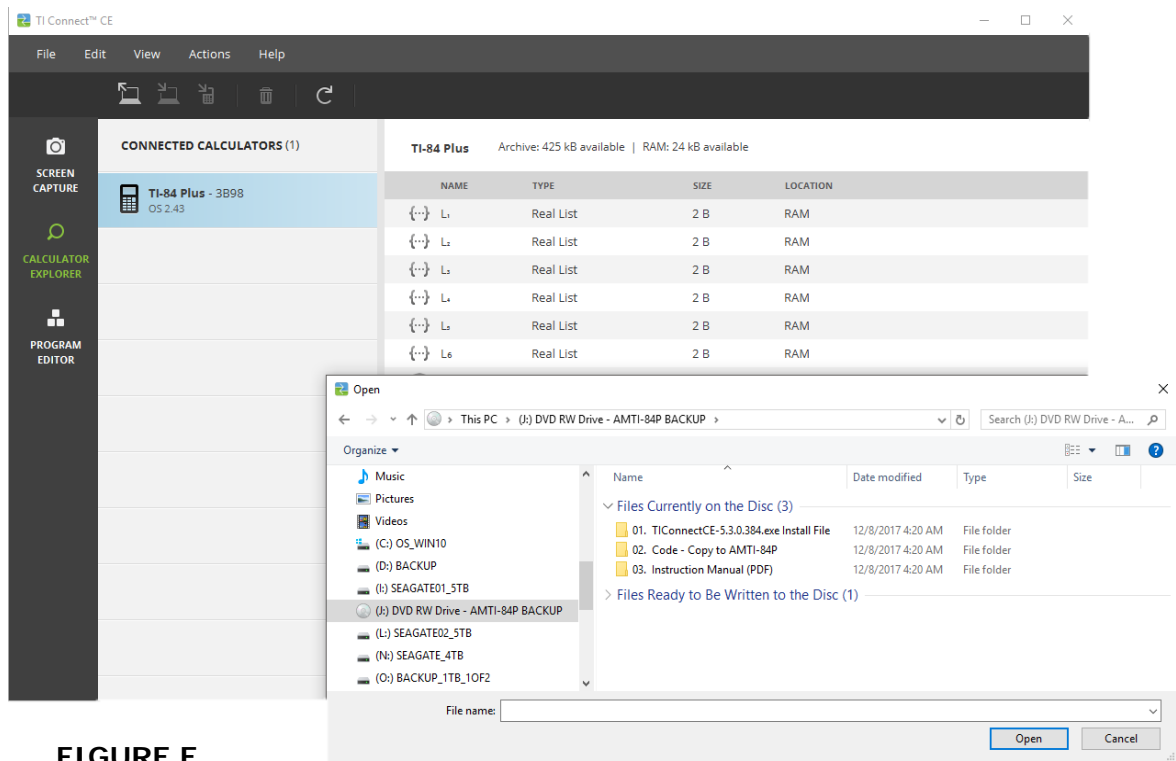 TI Connect™ CE
File Edit View Actions Help
SCREEN CAPTURE
CALCULATOR EXPLORER
PROGRAM EDITOR
CONNECTED CALCULATORS (1)
TI-84 Plus - 3B98
OS 2.43
TI-84 Plus Archive: 425 kB available | RAM: 24 kB available
NAME TYPE SIZE LOCATION
{···} L₁ Real List 2 B RAM
{···} L₂ Real List 2 B RAM
{···} L₃ Real List 2 B RAM
{···} L₄ Real List 2 B RAM
{···} L₅ Real List 2 B RAM
{···} L₆ Real List 2 B RAM
Open
This PC > (J:) DVD RW Drive - AMTI-84P BACKUP >
Search (J:) DVD RW Drive - A...
Organize
Music
Pictures
Videos
(C:) OS_WIN10
(D:) BACKUP
(I:) SEAGATE01_5TB
(J:) DVD RW Drive - AMTI-84P BACKUP
(L:) SEAGATE02_5TB
(N:) SEAGATE_4TB
(O:) BACKUP_1TB_1OF2
Name Date modified Type Size
Files Currently on the Disc (3)
01. TIConnectCE-5.3.0.384.exe Install File 12/8/2017 4:20 AM File folder
02. Code - Copy to AMTI-84P 12/8/2017 4:20 AM File folder
03. Instruction Manual (PDF) 12/8/2017 4:20 AM File folder
Files Ready to Be Written to the Disc (1)
File name:
Open Cancel
FIGURE